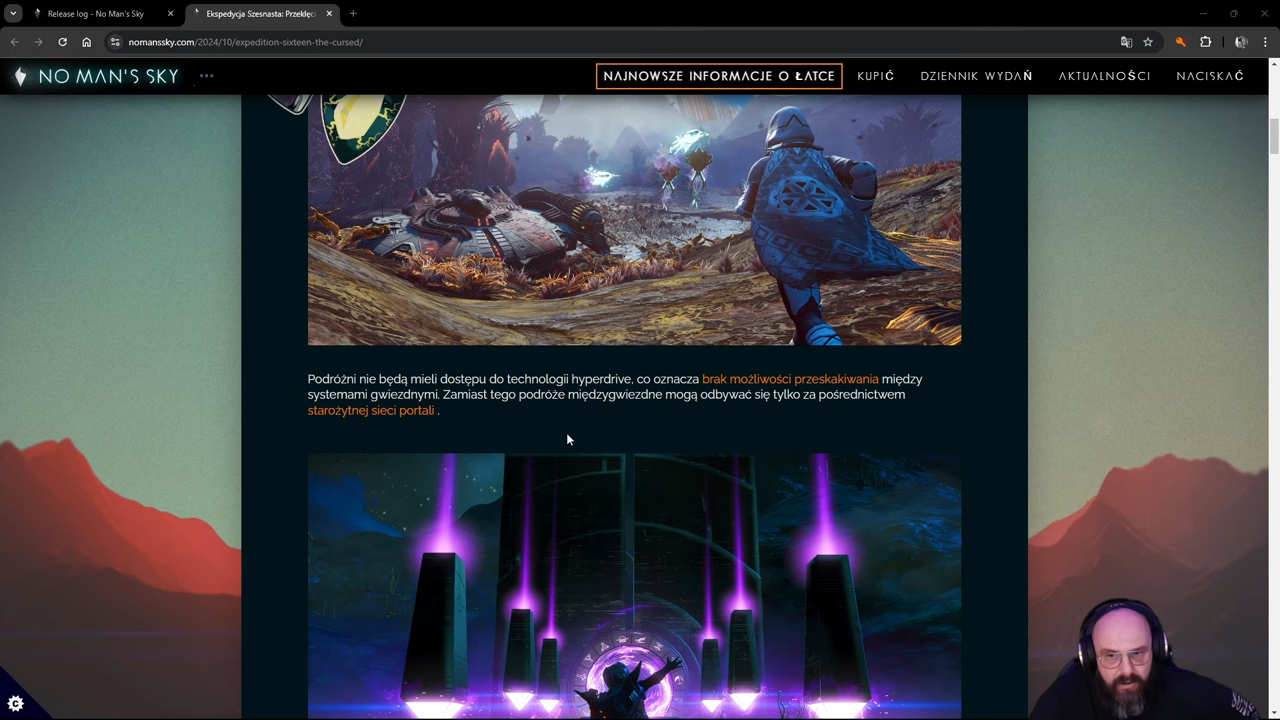 Release log - No Man's Sky
Ekspedycja Szesnasta: Przeklęci
nomanssky.com/2024/10/expedition-sixteen-the-cursed/
NO MAN'S SKY
NAJNOWSZE INFORMACJE O ŁATCE
KUPIĆ
DZIENNIK WYDAŃ
AKTUALNOŚCI
NACISKAĆ
Podróżni nie będą mieli dostępu do technologii hyperdrive, co oznacza brak możliwości przeskakiwania między
systemami gwiezdnymi. Zamiast tego podróże międzygwiezdne mogą odbywać się tylko za pośrednictwem
starożytnej sieci portali .